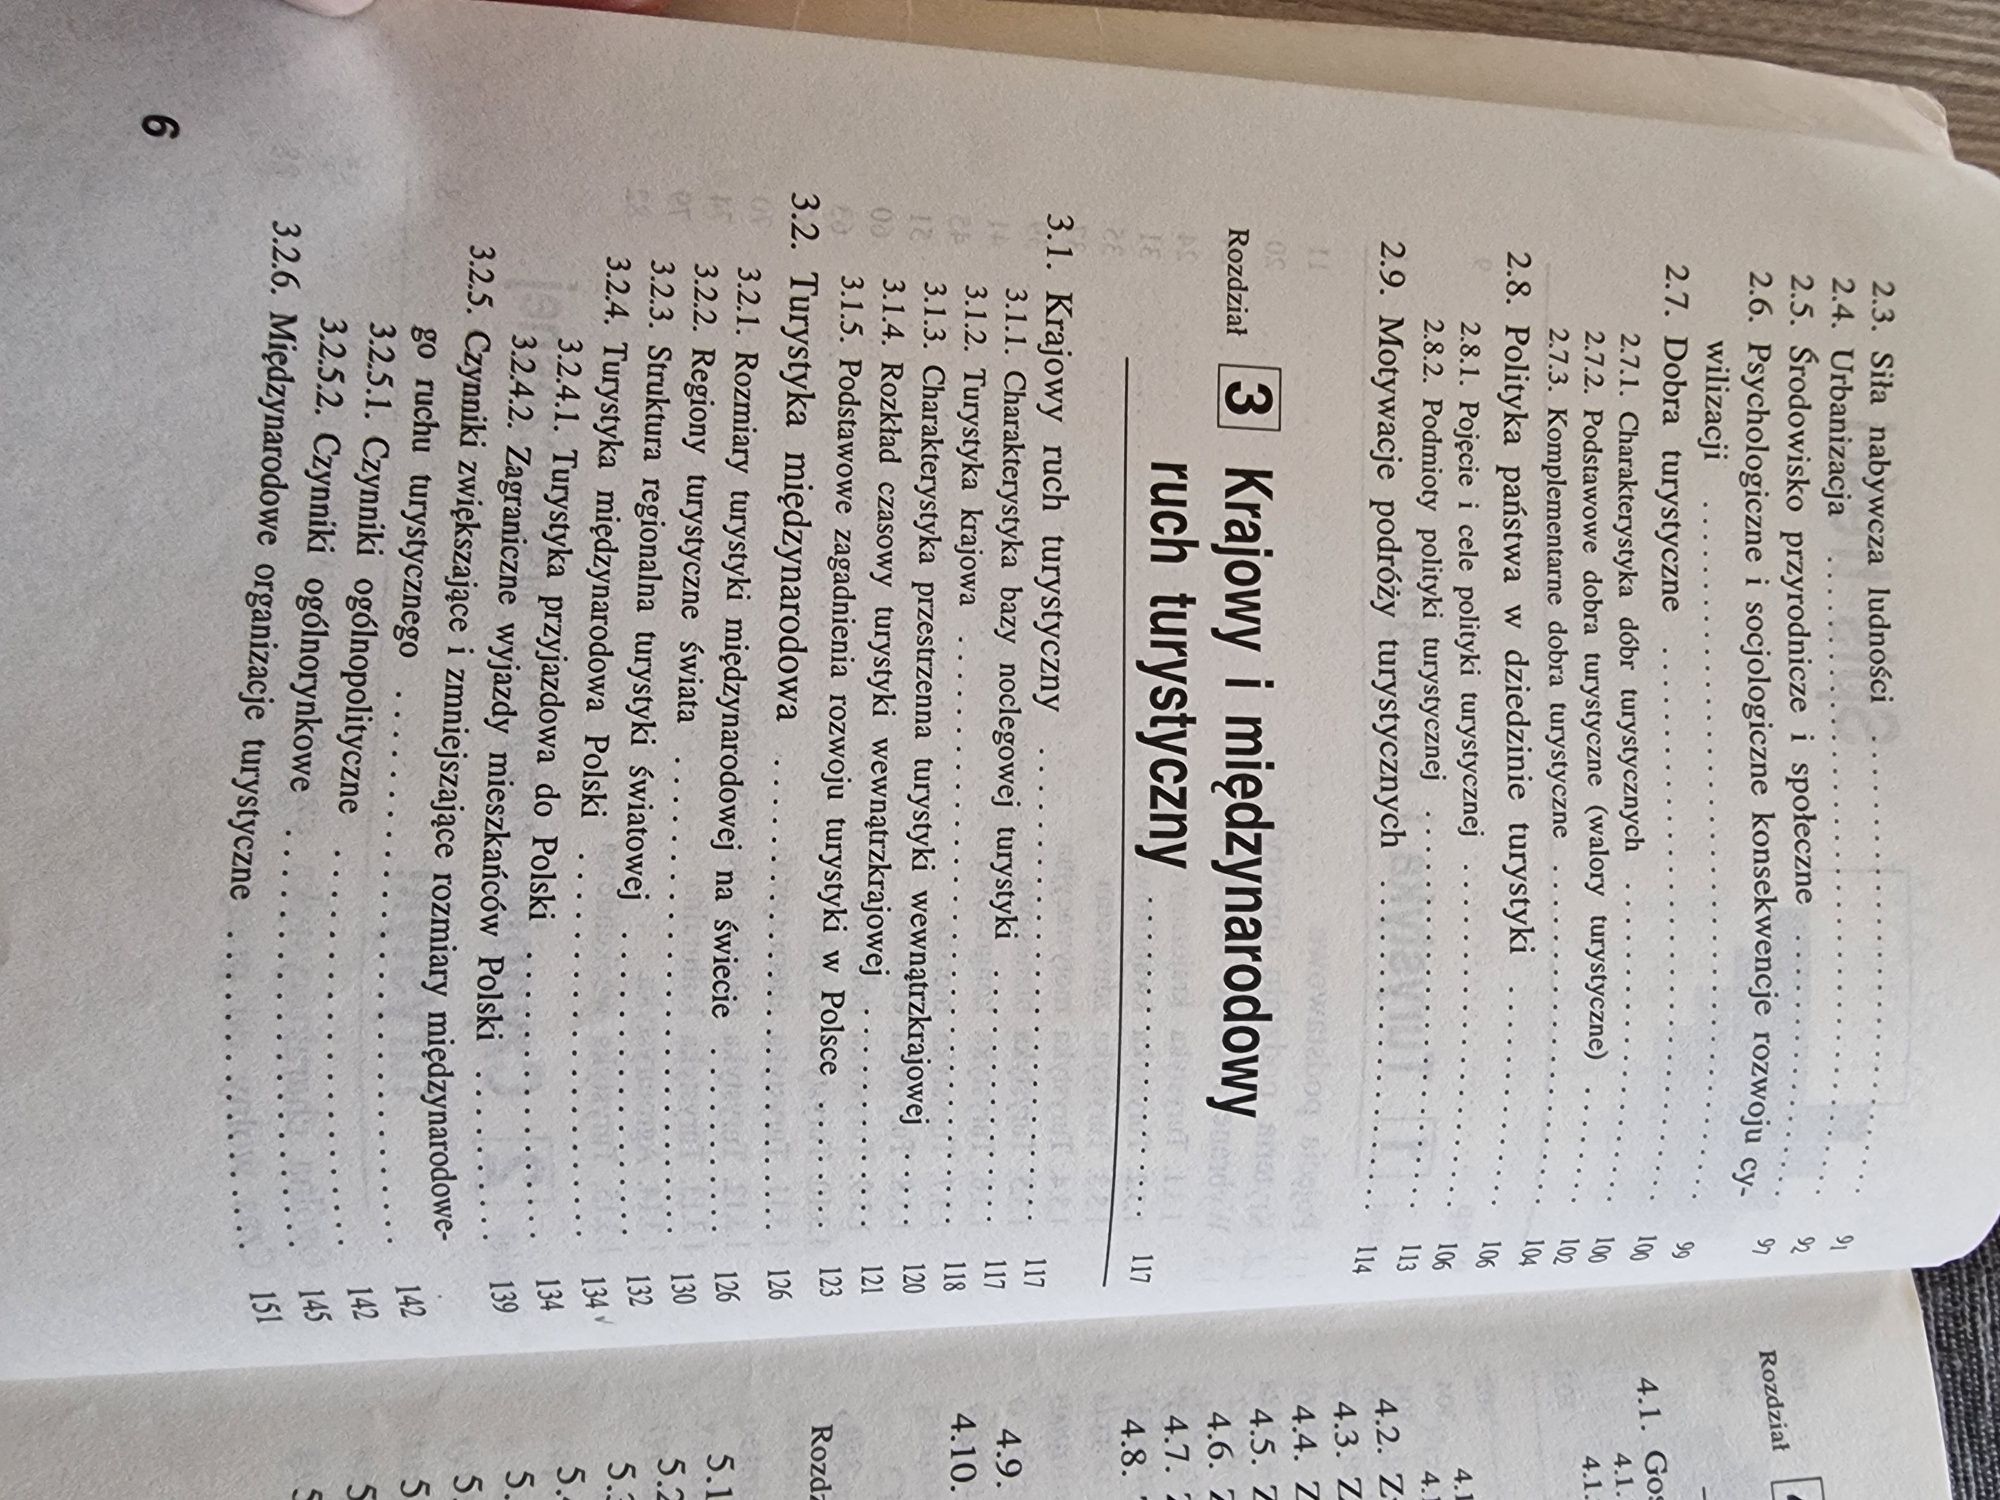 2.3. Siła nabywcza ludności . . . . . . . . . . . . . . . . . . . . . . . . . . . . . .
2.4. Urbanizacja . . . . . . . . . . . . . . . . . . . . . . . . . . . . . . . . . . . . 91
2.5. Środowisko przyrodnicze i społeczne . . . . . . . . . . . . . . . . . . 92
2.6. Psychologiczne i socjologiczne konsekwencje rozwoju cy-
wilizacji . . . . . . . . . . . . . . . . . . . . . . . . . . . . . . . . . . . . . . . 97
2.7. Dobra turystyczne . . . . . . . . . . . . . . . . . . . . . . . . . . . . . . . 99
2.7.1. Charakterystyka dóbr turystycznych . . . . . . . . . . . . . . . . 100
2.7.2. Podstawowe dobra turystyczne (walory turystyczne) . . . . . . . 100
2.7.3. Komplementarne dobra turystyczne . . . . . . . . . . . . . . . . . 102
2.8. Polityka państwa w dziedzinie turystyki . . . . . . . . . . . . . . . 104
2.8.1. Pojęcie i cele polityki turystycznej . . . . . . . . . . . . . . . . . . 106
2.8.2. Podmioty polityki turystycznej . . . . . . . . . . . . . . . . . . . . 106
2.9. Motywacje podróży turystycznych . . . . . . . . . . . . . . . . . . . 113
114
Rozdział 3 Krajowy i międzynarodowy
ruch turystyczny . . . . . . . . . . . . . . . . . . 117
3.1. Krajowy ruch turystyczny . . . . . . . . . . . . . . . . . . . . . . . . . . 117
3.1.1. Charakterystyka bazy noclegowej turystyki . . . . . . . . . . . . 117
3.1.2. Turystyka krajowa . . . . . . . . . . . . . . . . . . . . . . . . . . . . . 118
3.1.3. Charakterystyka przestrzenna turystyki wewnątrzkrajowej . . . . 120
3.1.4. Rozkład czasowy turystyki wewnątrzkrajowej . . . . . . . . . . . 121
3.1.5. Podstawowe zagadnienia rozwoju turystyki w Polsce . . . . . . 123
3.2. Turystyka międzynarodowa . . . . . . . . . . . . . . . . . . . . . . . . 126
3.2.1. Rozmiary turystyki międzynarodowej na świecie . . . . . . . . . 126
3.2.2. Regiony turystyczne świata . . . . . . . . . . . . . . . . . . . . . . . 130
3.2.3. Struktura regionalna turystyki światowej . . . . . . . . . . . . . . 132
3.2.4. Turystyka międzynarodowa Polski . . . . . . . . . . . . . . . . . . 134 ✓
3.2.4.1. Turystyka przyjazdowa do Polski . . . . . . . . . . . . . . . . 134
3.2.4.2. Zagraniczne wyjazdy mieszkańców Polski . . . . . . . . . . 139
3.2.5. Czynniki zwiększające i zmniejszające rozmiary międzynarodowe-
go ruchu turystycznego . . . . . . . . . . . . . . . . . . . . . . . . . . . . 142
3.2.5.1. Czynniki ogólnopolityczne . . . . . . . . . . . . . . . . . . . . . 142
3.2.5.2. Czynniki ogólnorynkowe . . . . . . . . . . . . . . . . . . . . . . 145
3.2.6. Międzynarodowe organizacje turystyczne . . . . . . . . . . . . . . 151
6
Rozdział
4.1.
4.1.
4.1.
4.2.
4.3.
4.4.
4.5.
4.6.
4.7.
4.8.
4.9.
4.10.